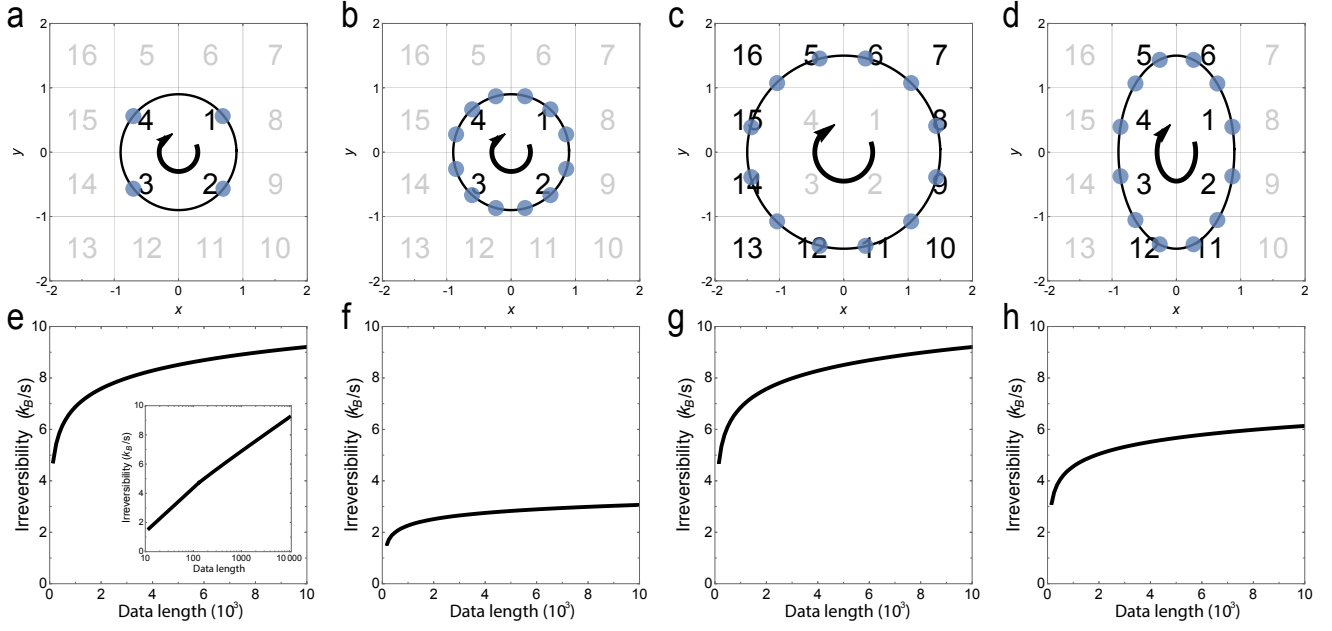 a
b
c
d
2
16 5 6 7
1
15 4 1 8
y 0
14 3 2 9
-1
13 12 11 10
-2
-2 -1 0 1 2
x
2
16 5 6 7
1
15 4 1 8
y 0
14 3 2 9
-1
13 12 11 10
-2
-2 -1 0 1 2
x
2
16 5 6 7
1
15 4 1 8
y 0
14 3 2 9
-1
13 12 11 10
-2
-2 -1 0 1 2
x
2
16 5 6 7
1
15 4 1 8
y 0
14 3 2 9
-1
13 12 11 10
-2
-2 -1 0 1 2
x
e
10
8
6
4
2
0
Irreversibility (kB/s)
0 2 4 6 8 10
Data length (10³)
10
8
6
4
2
0
Irreversibility (kB/s)
10 100 1000 10 000
Data length
f
10
8
6
4
2
0
Irreversibility (kB/s)
0 2 4 6 8 10
Data length (10³)
g
10
8
6
4
2
0
Irreversibility (kB/s)
0 2 4 6 8 10
Data length (10³)
h
10
8
6
4
2
0
Irreversibility (kB/s)
0 2 4 6 8 10
Data length (10³)